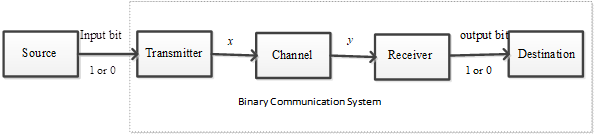 Source
Input bit
1 or 0
Transmitter
x
Channel
y
Receiver
output bit
1 or 0
Destination
Binary Communication System